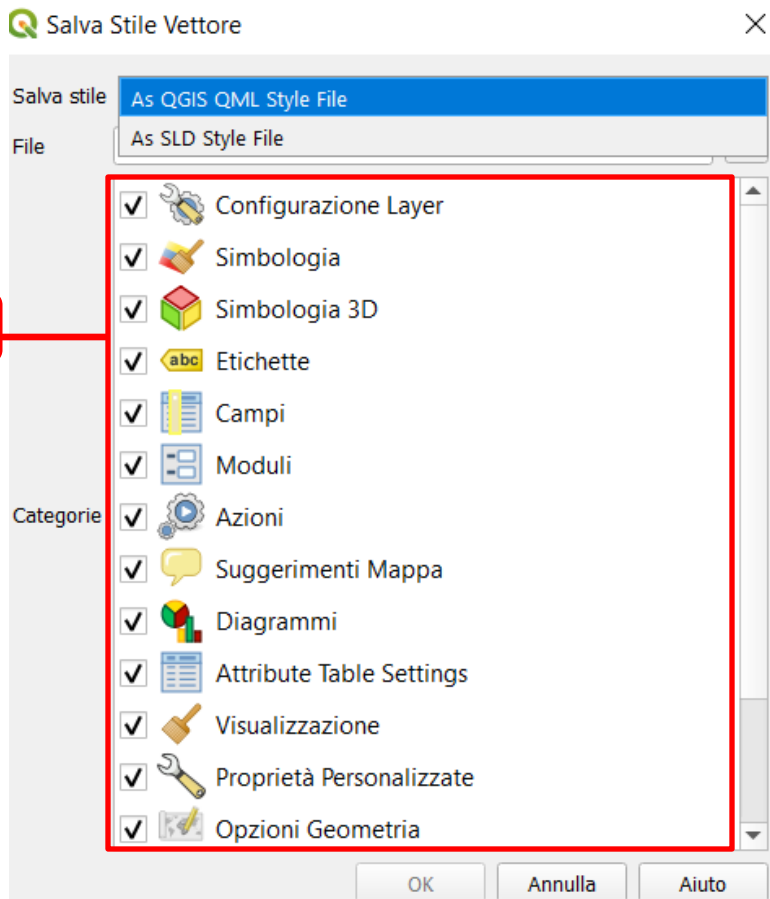 Salva Stile Vettore
Salva stile
As QGIS QML Style File
As SLD Style File
File
Configurazione Layer
Simbologia
Simbologia 3D
abc
Etichette
Campi
Moduli
Categorie
Azioni
Suggerimenti Mappa
Diagrammi
Attribute Table Settings
Visualizzazione
Proprietà Personalizzate
Opzioni Geometria
OK
Annulla
Aiuto